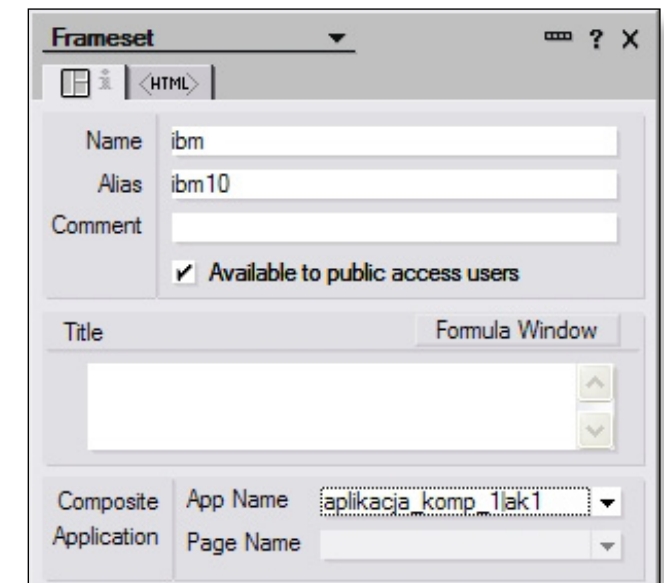 Frameset ?  X
<HTML>
Name ibm
Alias ibm10
Comment
✓ Available to public access users
Title Formula Window
Composite Application App Name aplikacja_komp_1|ak1
Page Name